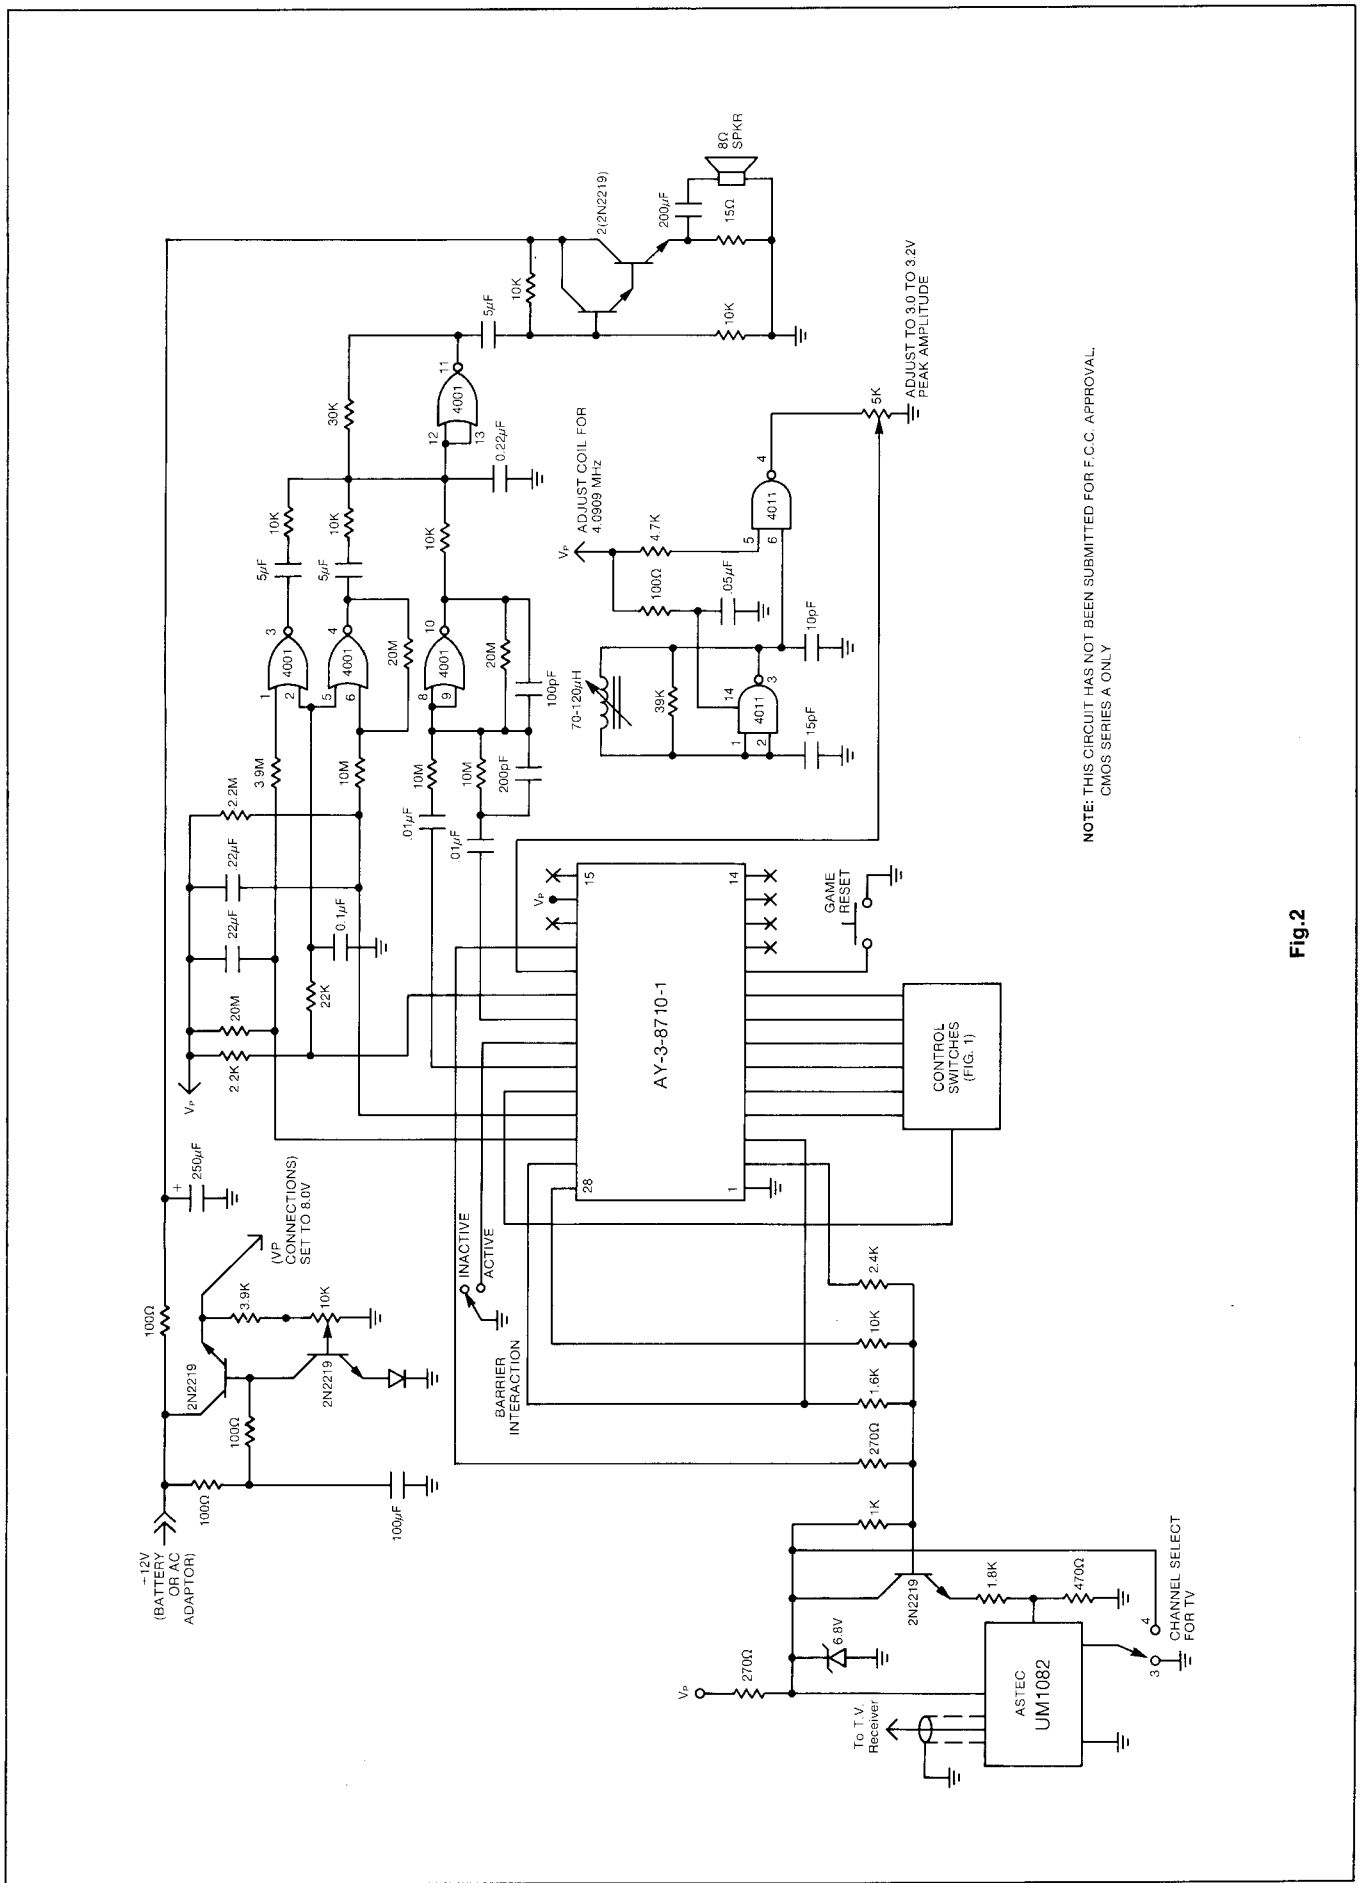 +12V
(BATTERY
OR AC
ADAPTOR)
100Ω
100Ω
100μF
2N2219
2N2219
3.9K
10K
100Ω
(VP
CONNECTIONS)
SET TO 8.0V
+
250μF
VP
2.2K
20M
22μF
.22μF
2.2M
22K
0.1μF
3.9M
10M
1
2
4001
3
5
6
4001
4
20M
5μF
5μF
10K
10K
30K
.01μF
.01μF
10M
10M
200pF
8
9
4001
10
20M
100pF
10K
0.22μF
12
13
4001
11
5μF
10K
10K
2(2N2219)
200μF
15Ω
8Ω
SPKR
70-120μH
39K
1
2
14
4011
3
15pF
10pF
VP
ADJUST COIL FOR
4.0909 MHz
100Ω
4.7K
.05μF
5
6
4011
4
5K
ADJUST TO 3.0 TO 3.2V
PEAK AMPLITUDE
BARRIER
INTERACTION
INACTIVE
ACTIVE
28
VP
15
AY-3-8710-1
1
14
GAME
RESET
CONTROL
SWITCHES
(FIG. 1)
270Ω
1.6K
10K
2.4K
VP
270Ω
6.8V
1K
2N2219
1.8K
470Ω
To T.V.
Receiver
ASTEC
UM1082
3
4
CHANNEL SELECT
FOR TV
NOTE: THIS CIRCUIT HAS NOT BEEN SUBMITTED FOR F.C.C. APPROVAL.
CMOS SERIES A ONLY
Fig.2